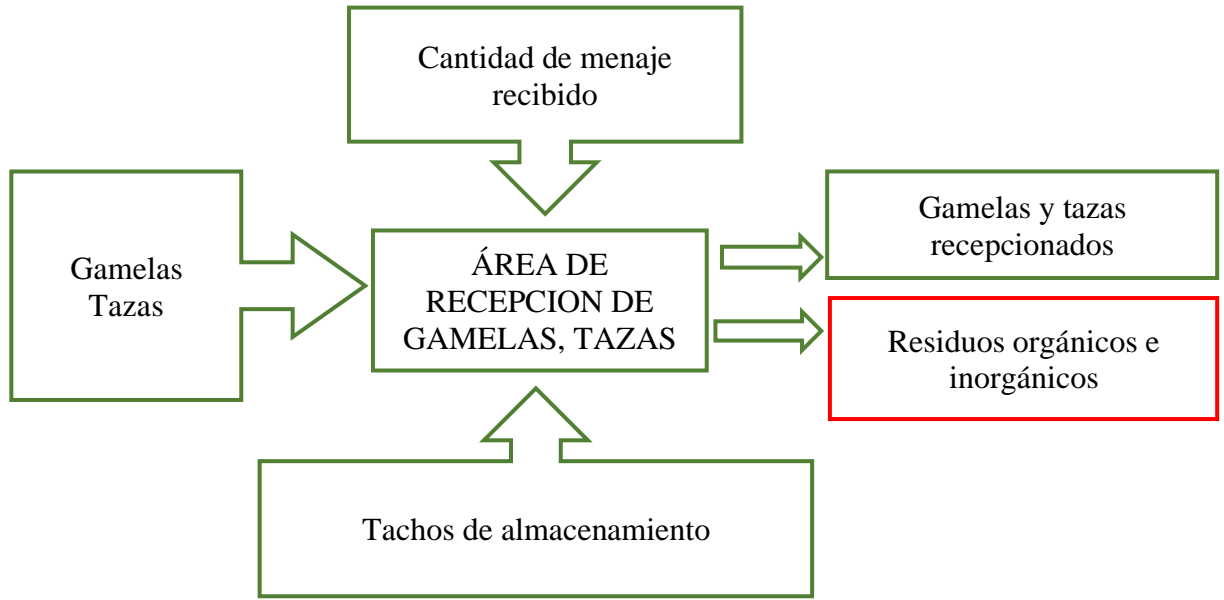 Cantidad de menaje
recibido
Gamelas
Tazas
ÁREA DE
RECEPCION DE
GAMELAS, TAZAS
Gamelas y tazas
recepcionados
Residuos orgánicos e
inorgánicos
Tachos de almacenamiento